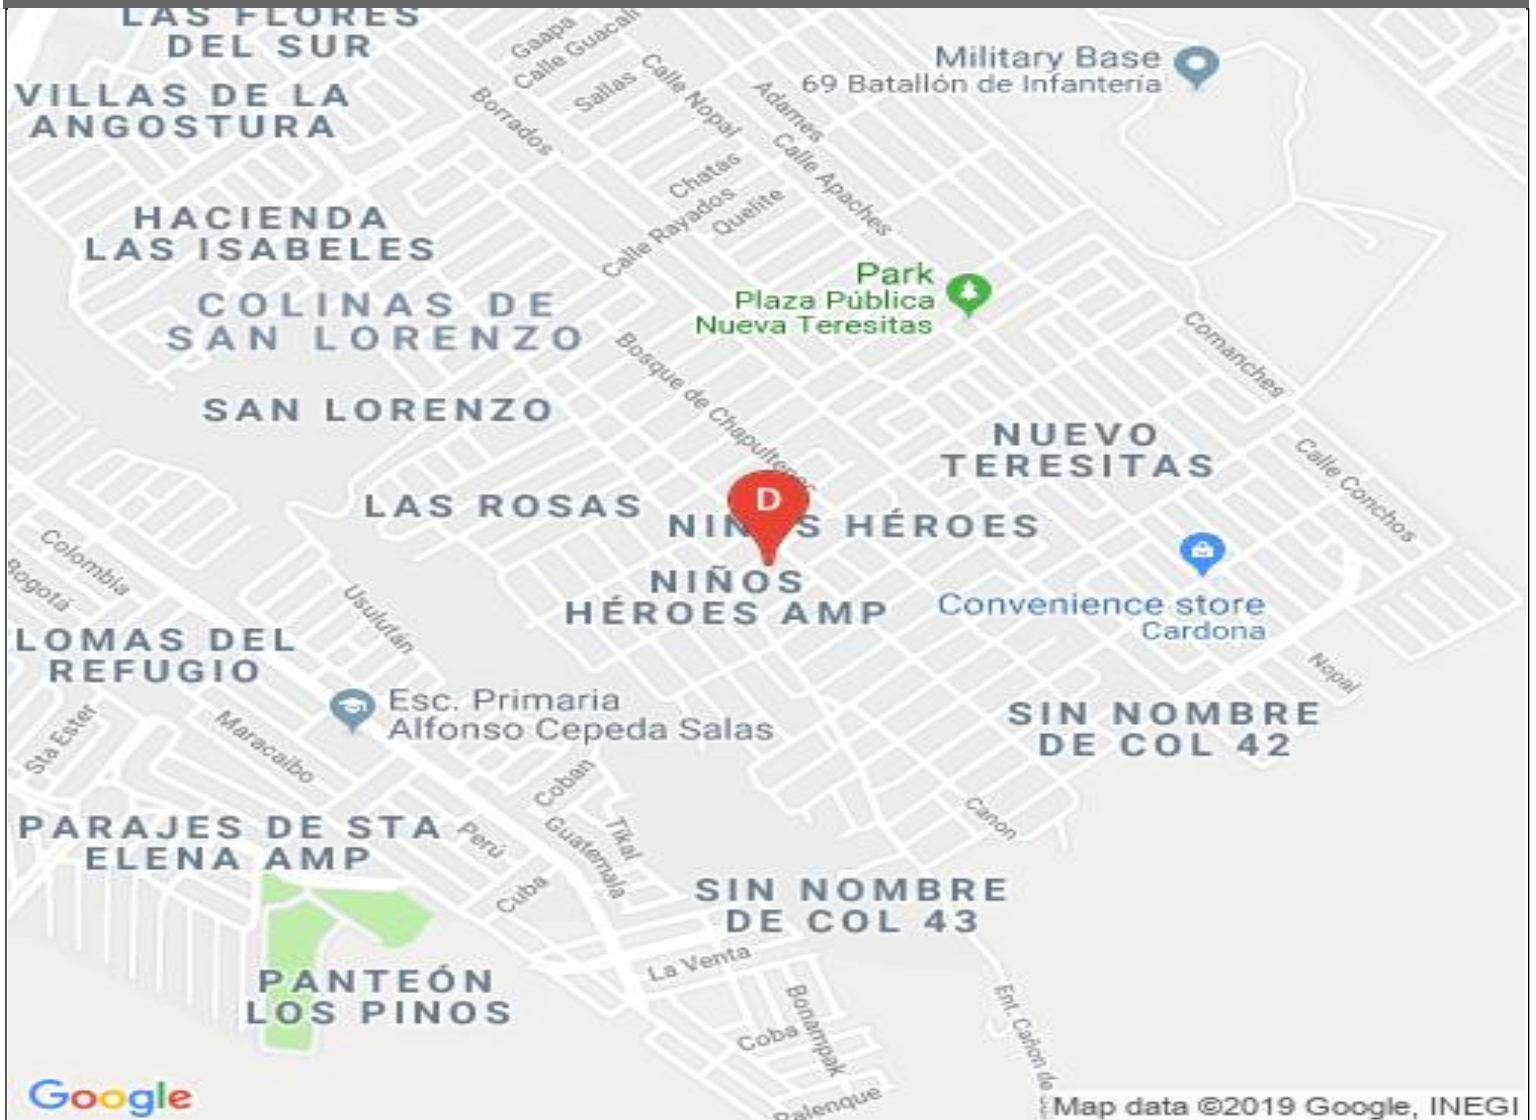 LAS FLORES
DEL SUR
Gaapa
Calle Guacali
Sallas
Calle Nopal
Adames
Calle Apaches
Military Base
69 Batallón de Infantería
VILLAS DE LA
ANGOSTURA
Borrados
Chatas
Calle Rayados
Quelite
HACIENDA
LAS ISABELES
Park
Plaza Pública
Nueva Teresitas
COLINAS DE
SAN LORENZO
Comanches
Bosque de Chapultepec
SAN LORENZO
NUEVO
TERESITAS
Calle Conchos
LAS ROSAS
D
NIÑOS HÉROES
Colombia
Bogotá
Usulután
NIÑOS
HÉROES AMP
Convenience store
Cardona
LOMAS DEL
REFUGIO
Nopal
Esc. Primaria
Alfonso Cepeda Salas
SIN NOMBRE
DE COL 42
Sta Ester
Maracaibo
Coban
Canon
PARAJES DE STA
ELENA AMP
Perú
Guatemala
Tikal
Cuba
SIN NOMBRE
DE COL 43
La Venta
PANTEÓN
LOS PINOS
Bonampak
Coba
Ent. Cañon de
Palenque
Google
Map data ©2019 Google, INEGI